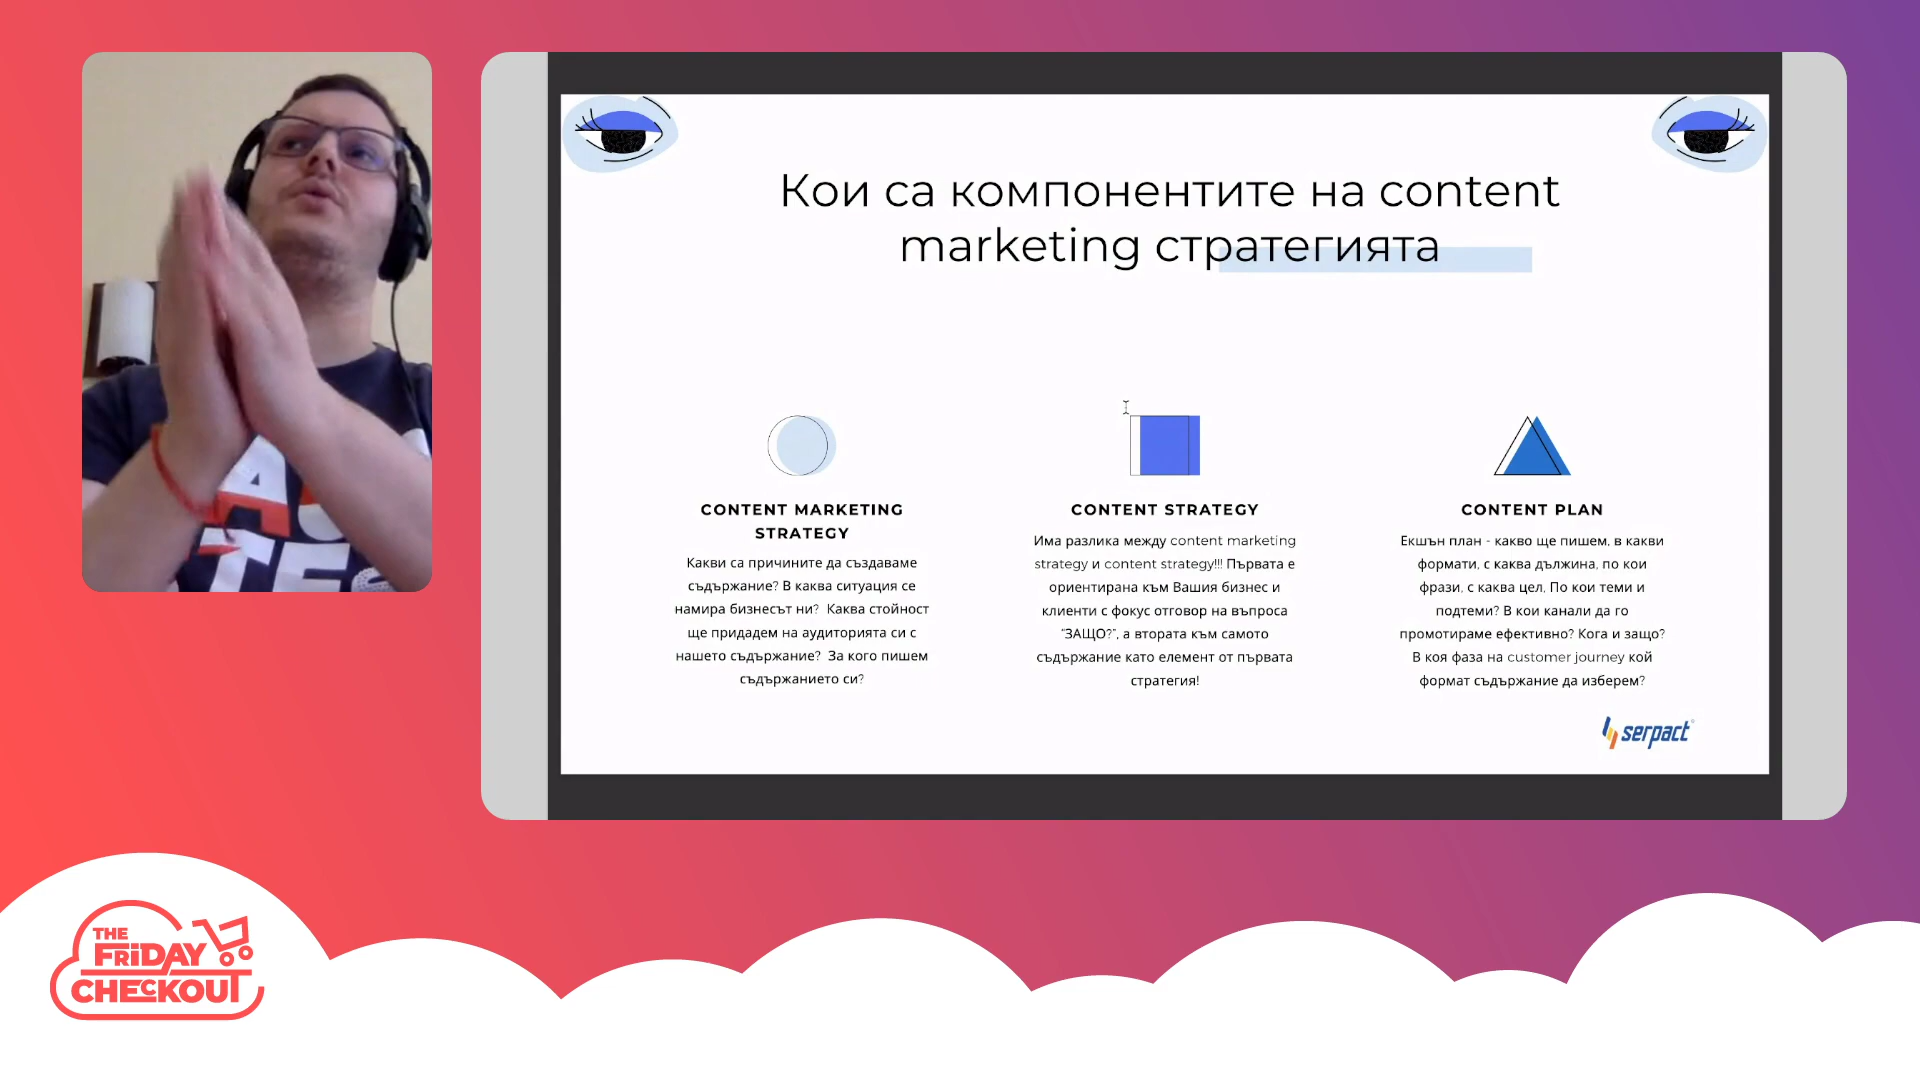 Кои са компонентите на content
marketing стратегията
CONTENT MARKETING
STRATEGY
Какви са причините да създаваме
съдържание? В каква ситуация се
намира бизнесът ни?  Каква стойност
ще придадем на аудиторията си с
нашето съдържание?  За кого пишем
съдържанието си?
CONTENT STRATEGY
Има разлика между content marketing
strategy и content strategy!!! Първата е
ориентирана към Вашия бизнес и
клиенти с фокус отговор на въпроса
"ЗАЩО?", а втората към самото
съдържание като елемент от първата
стратегия!
CONTENT PLAN
Екшън план - какво ще пишем, в какви
формати, с каква дължина, по кои
фрази, с каква цел. По кои теми и
подтеми? В кои канали да го
промотираме ефективно? Кога и защо?
В коя фаза на customer journey кой
формат съдържание да изберем?
serpact
THE
FRiDAY
CHECKOUT